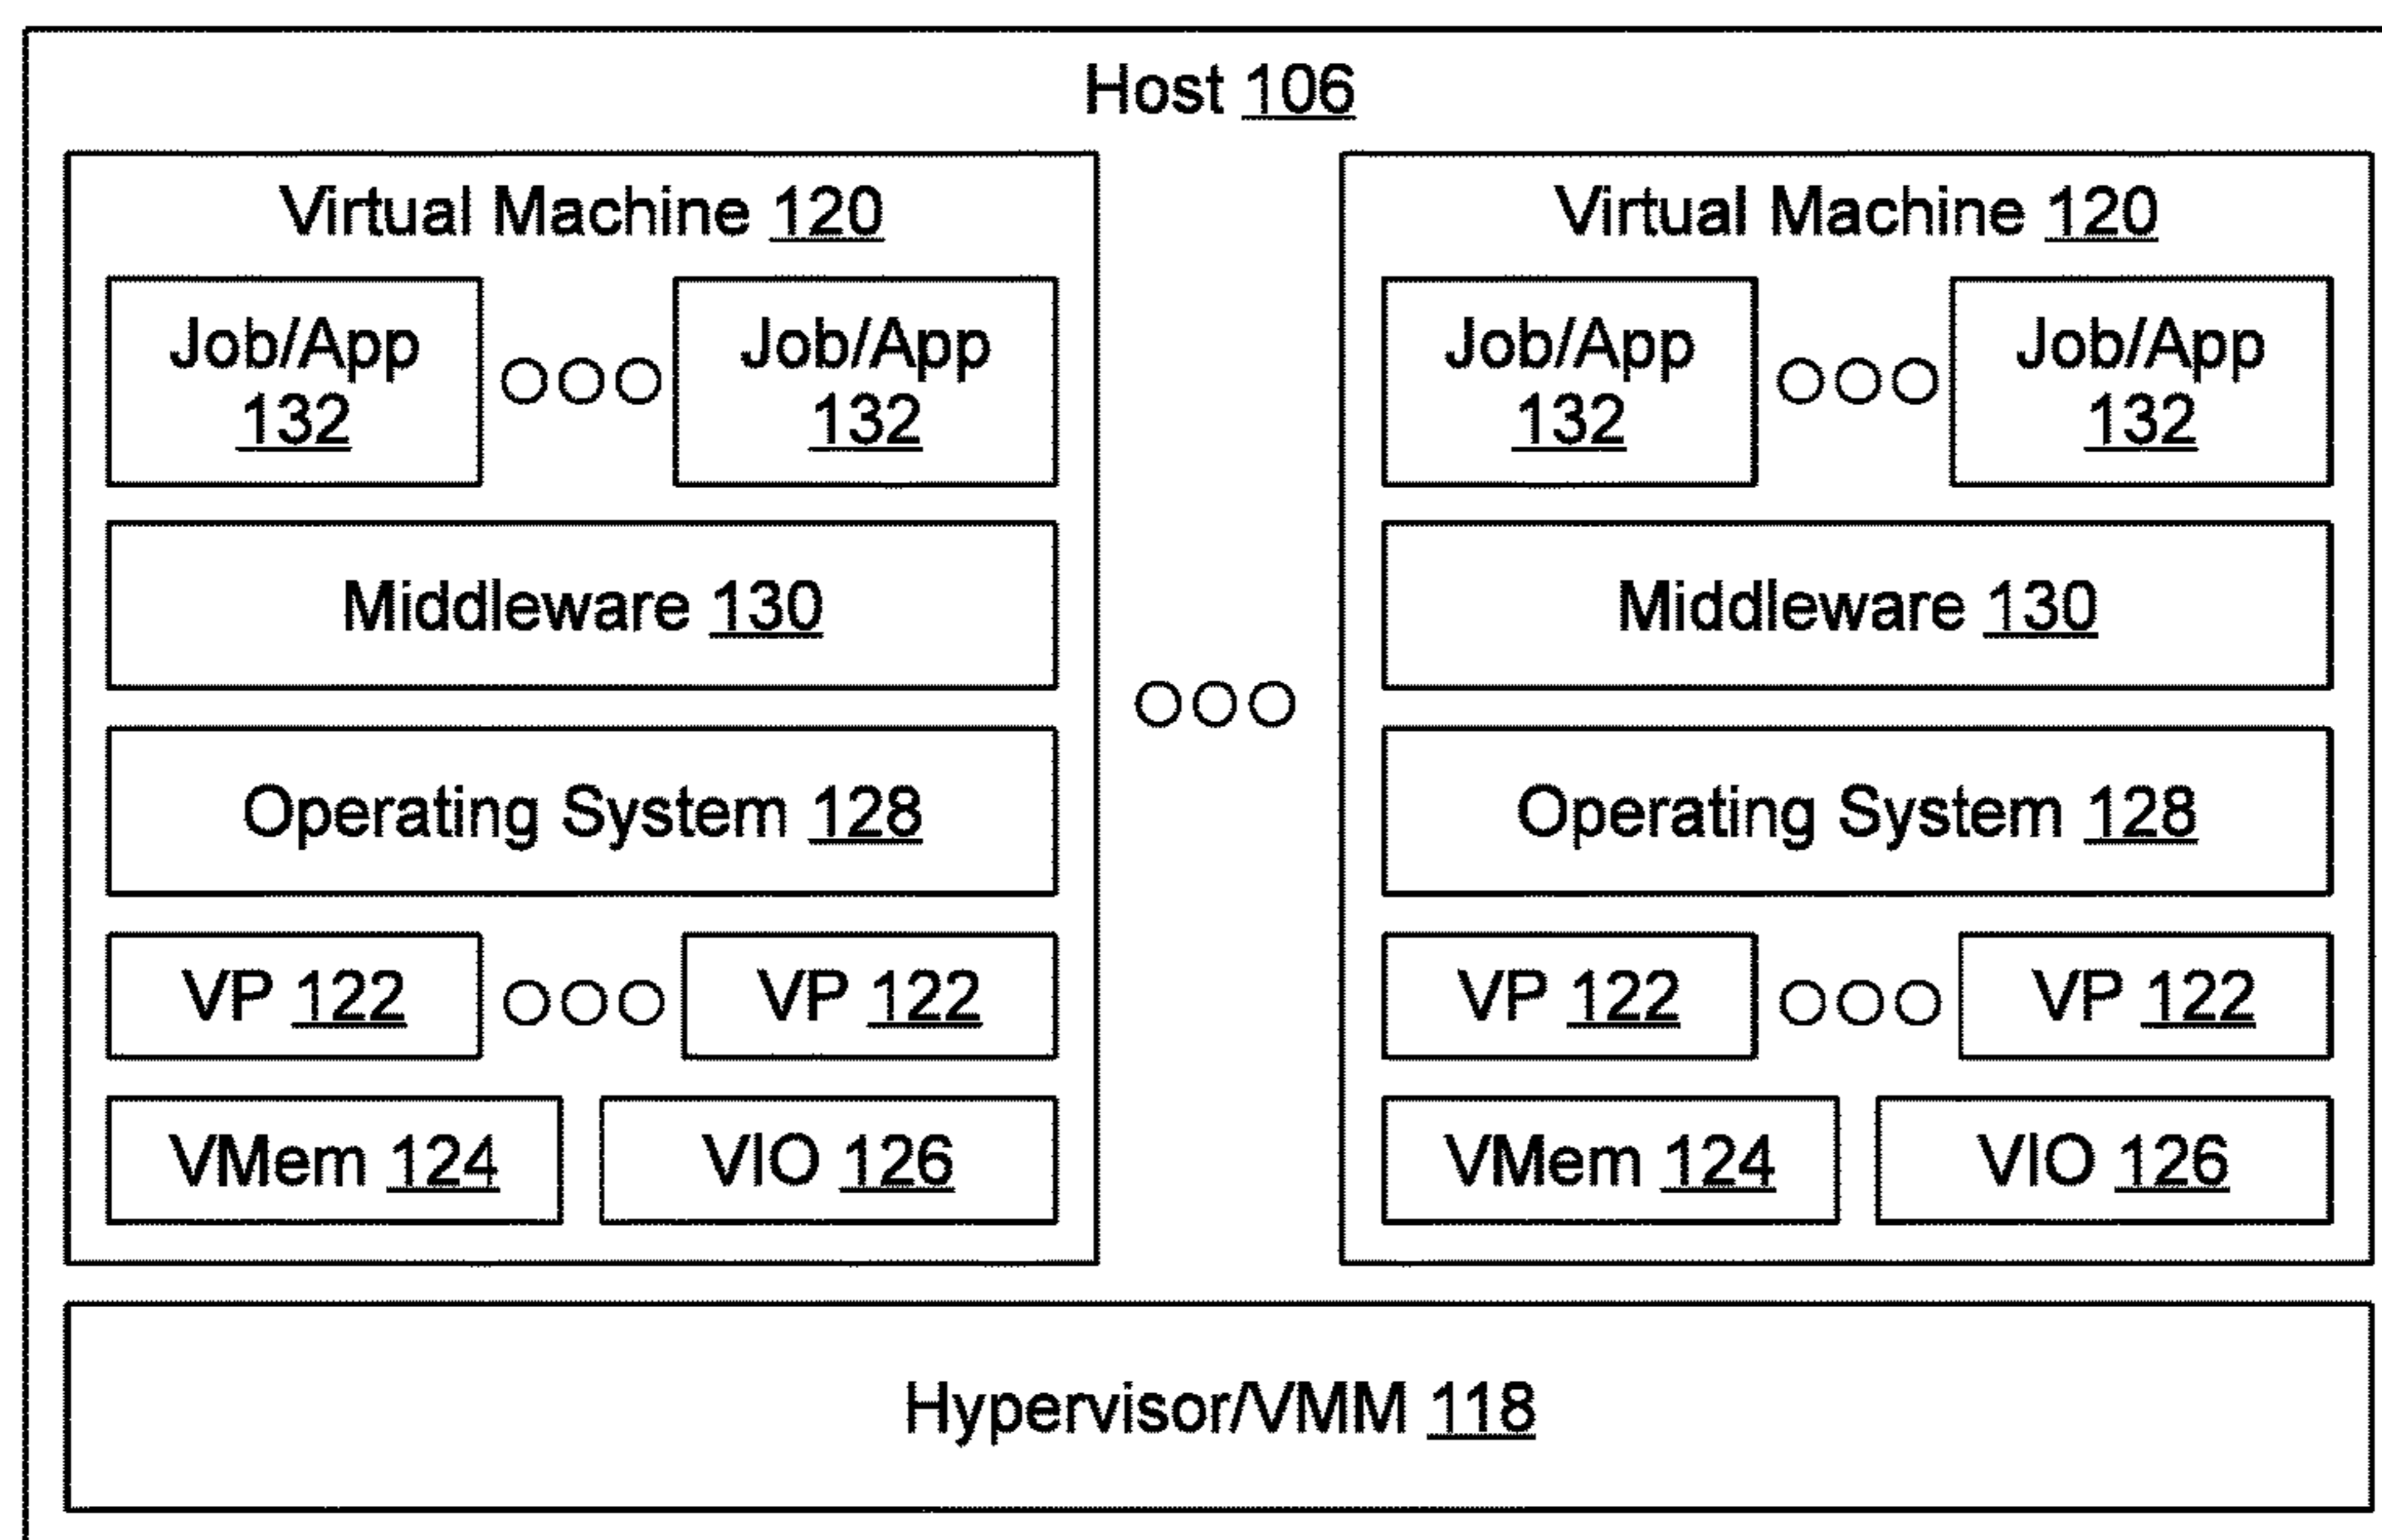 Host 106
Virtual Machine 120
Job/App
132
Job/App
132
Middleware 130
Operating System 128
VP 122
VP 122
VMem 124
VIO 126
Virtual Machine 120
Job/App
132
Job/App
132
Middleware 130
Operating System 128
VP 122
VP 122
VMem 124
VIO 126
Hypervisor/VMM 118